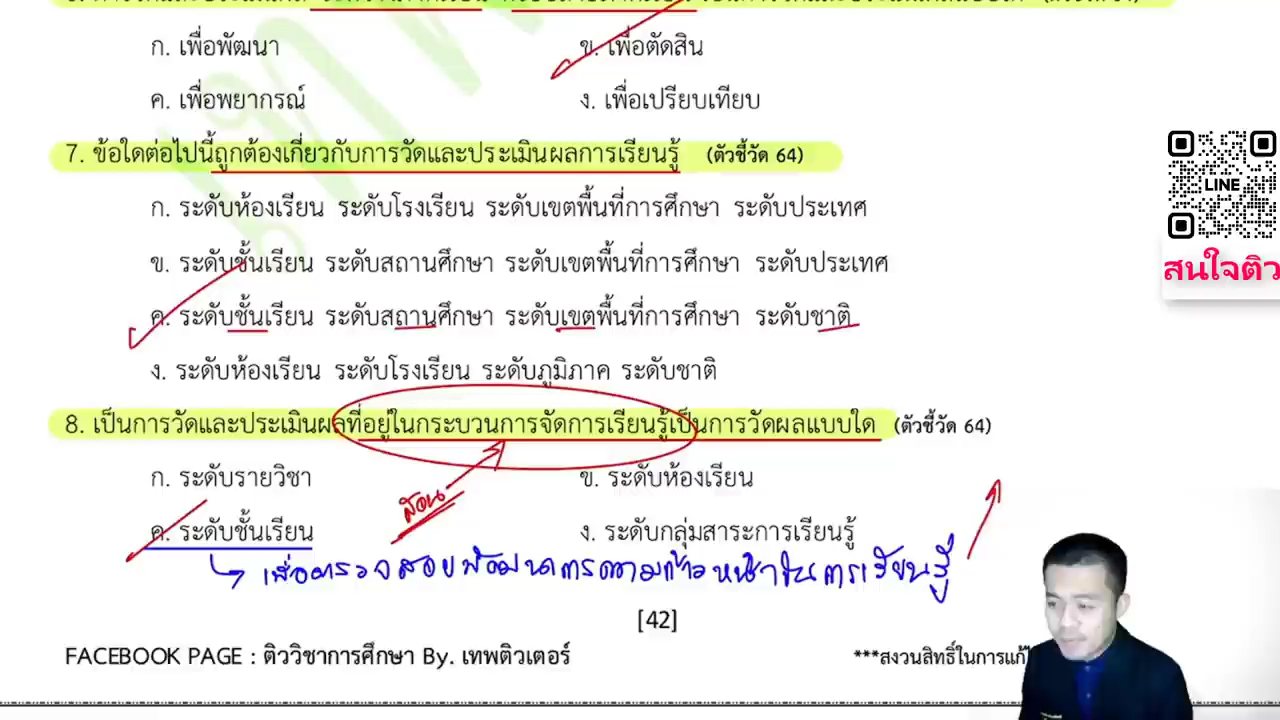 ก. เพื่อพัฒนา
ข. เพื่อตัดสิน
ค. เพื่อพยากรณ์
ง. เพื่อเปรียบเทียบ
7. ข้อใดต่อไปนี้ถูกต้องเกี่ยวกับการวัดและประเมินผลการเรียนรู้ (ตัวชี้วัด 64)
ก. ระดับห้องเรียน ระดับโรงเรียน ระดับเขตพื้นที่การศึกษา ระดับประเทศ
ข. ระดับชั้นเรียน ระดับสถานศึกษา ระดับเขตพื้นที่การศึกษา ระดับประเทศ
ค. ระดับชั้นเรียน ระดับสถานศึกษา ระดับเขตพื้นที่การศึกษา ระดับชาติ
ง. ระดับห้องเรียน ระดับโรงเรียน ระดับภูมิภาค ระดับชาติ
LINE
สนใจติว
8. เป็นการวัดและประเมินผลที่อยู่ในกระบวนการจัดการเรียนรู้เป็นการวัดผลแบบใด (ตัวชี้วัด 64)
ก. ระดับรายวิชา
ข. ระดับห้องเรียน
สอน
ค. ระดับชั้นเรียน
ง. ระดับกลุ่มสาระการเรียนรู้
เพื่อตรวจสอบพัฒนาการความก้าวหน้าในการเรียนรู้
[42]
FACEBOOK PAGE : ติววิชาการศึกษา By. เทพติวเตอร์
***สงวนสิทธิ์ในการแก้